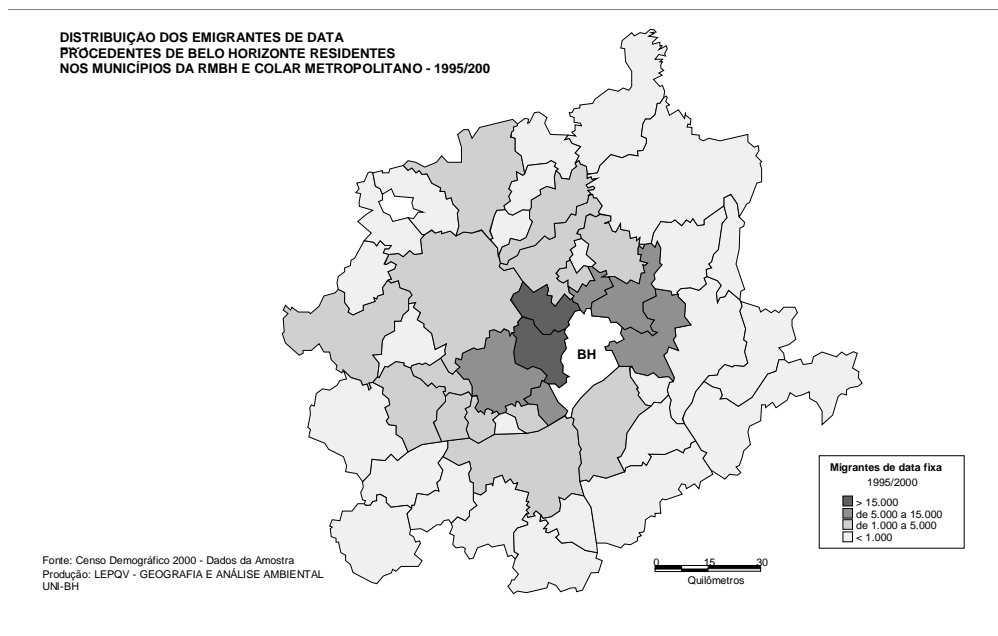 DISTRIBUIÇÃO DOS EMIGRANTES DE DATA
PROCEDENTES DE BELO HORIZONTE RESIDENTES
NOS MUNICÍPIOS DA RMBH E COLAR METROPOLITANO - 1995/200
BH
Migrantes de data fixa
1995/2000
> 15.000
de 5.000 a 15.000
de 1.000 a 5.000
< 1.000
Fonte: Censo Demográfico 2000 - Dados da Amostra
Produção: LEPQV - GEOGRAFIA E ANÁLISE AMBIENTAL
UNI-BH
0 15 30
Quilômetros